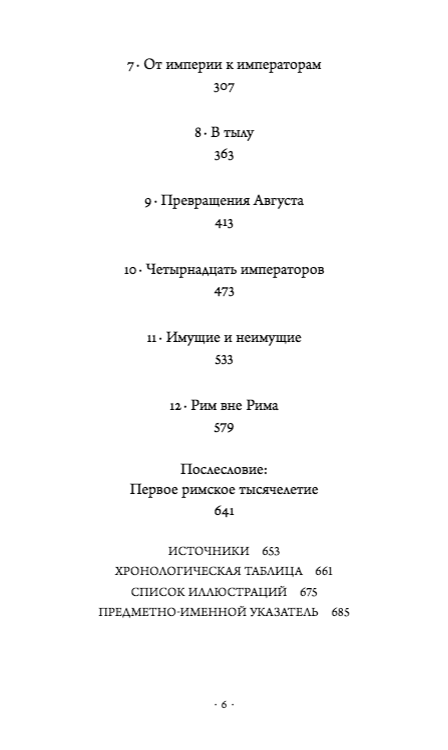 7 · От империи к императорам
307
8 · В тылу
363
9 · Превращения Августа
413
10 · Четырнадцать императоров
473
11 · Имущие и неимущие
533
12 · Рим вне Рима
579
Послесловие:
Первое римское тысячелетие
641
ИСТОЧНИКИ 653
ХРОНОЛОГИЧЕСКАЯ ТАБЛИЦА 661
СПИСОК ИЛЛЮСТРАЦИЙ 675
ПРЕДМЕТНО-ИМЕННОЙ УКАЗАТЕЛЬ 685
· 6 ·